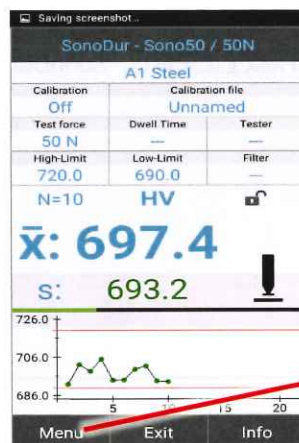 Saving screenshot...
SonoDur - Sono50 / 50N
A1 Steel
Calibration Calibration file
Off Unnamed
Test force Dwell Time Tester
50 N --- ---
High-Limit Low-Limit Filter
720.0 690.0 ---
N=10 HV
x̄: 697.4
s: 693.2
726.0
706.0
686.0
5 10 15 20
Menu Exit Info